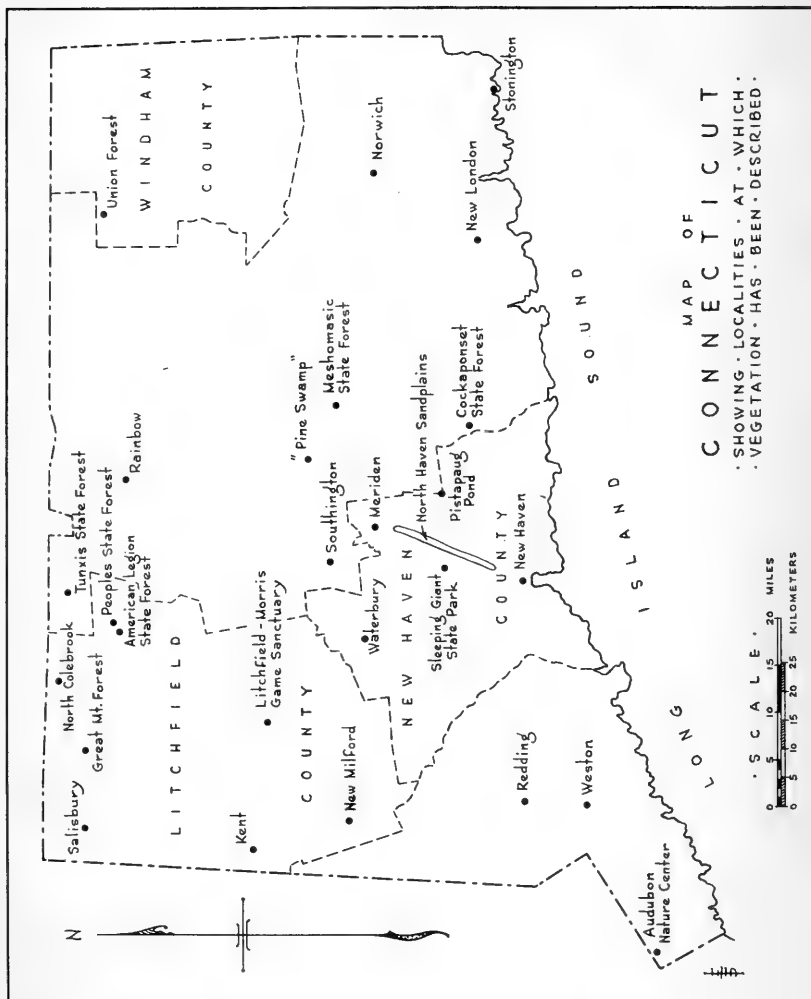 N
Salisbury
North Colebrook
Great Mt. Forest
Tunxis State Forest
Peoples State Forest
American Legion
State Forest
Rainbow
Union Forest
WINDHAM
COUNTY
LITCHFIELD
COUNTY
Kent
Litchfield-Morris
Game Sanctuary
New Milford
"Pine Swamp"
Meshomasic
State Forest
Southington
Meriden
Waterbury
NEW HAVEN
COUNTY
North Haven Sandplains
Sleeping Giant
State Park
Pistapaug
Pond
Cockaponset
State Forest
New Haven
Norwich
New London
Stonington
Redding
Weston
Audubon
Nature Center
LONG ISLAND SOUND
MAP OF
CONNECTICUT
· SHOWING · LOCALITIES · AT · WHICH ·
· VEGETATION · HAS · BEEN · DESCRIBED ·
· SCALE ·
0 5 10 15 20 MILES
0 5 10 15 20 25 KILOMETERS